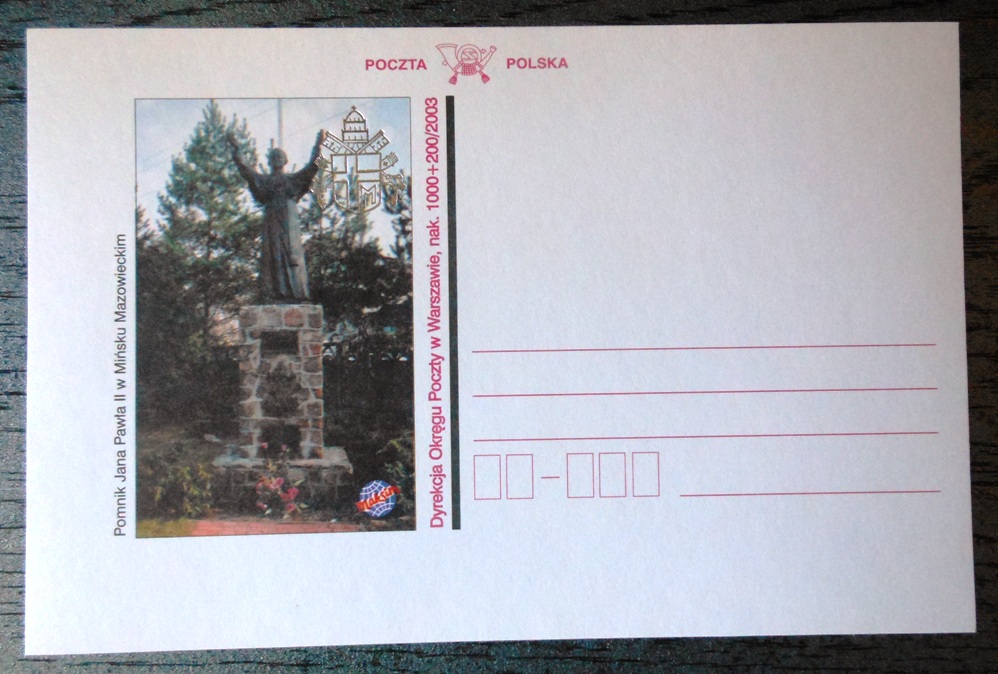 POCZTA POLSKA
Pomnik Jana Pawła II w Mińsku Mazowieckim
Dyrekcja Okręgu Poczty w Warszawie, nak. 1000+200/2003
M